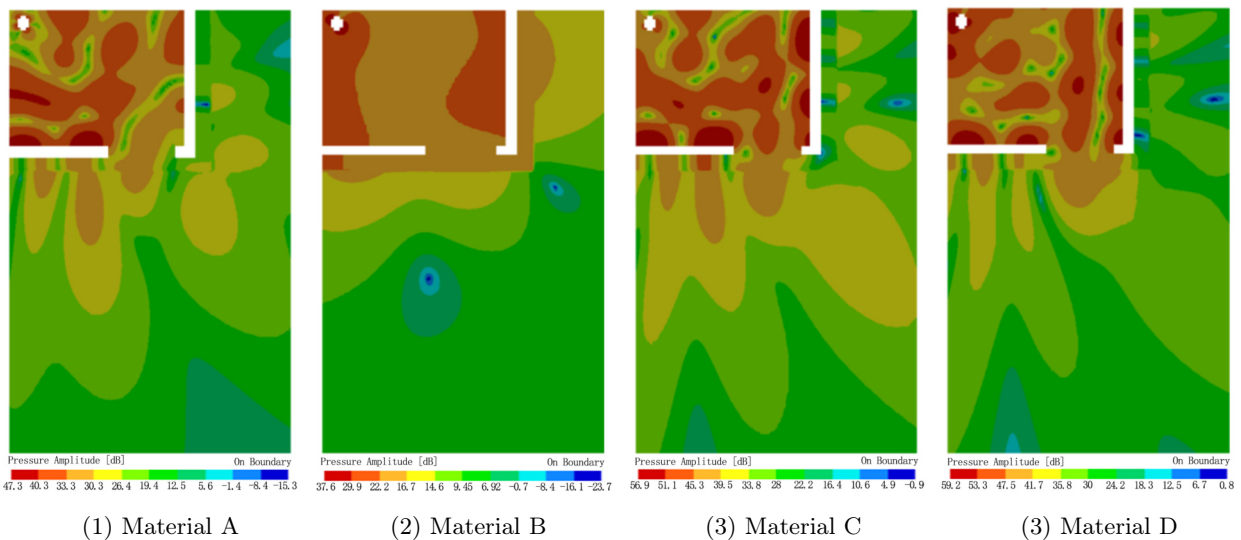 Pressure Amplitude [dB] On Boundary
47.3 40.3 33.3 30.3 26.4 19.4 12.5 5.6 -1.4 -8.4 -15.3
(1) Material A
Pressure Amplitude [dB] On Boundary
37.6 29.9 22.2 16.7 14.6 9.45 6.92 -0.7 -8.4 -16.1 -23.7
(2) Material B
Pressure Amplitude [dB] On Boundary
56.9 51.1 45.3 39.5 33.8 28 22.2 16.4 10.6 4.9 -0.9
(3) Material C
Pressure Amplitude [dB] On Boundary
59.2 53.3 47.5 41.7 35.8 30 24.2 18.3 12.5 6.7 0.8
(3) Material D